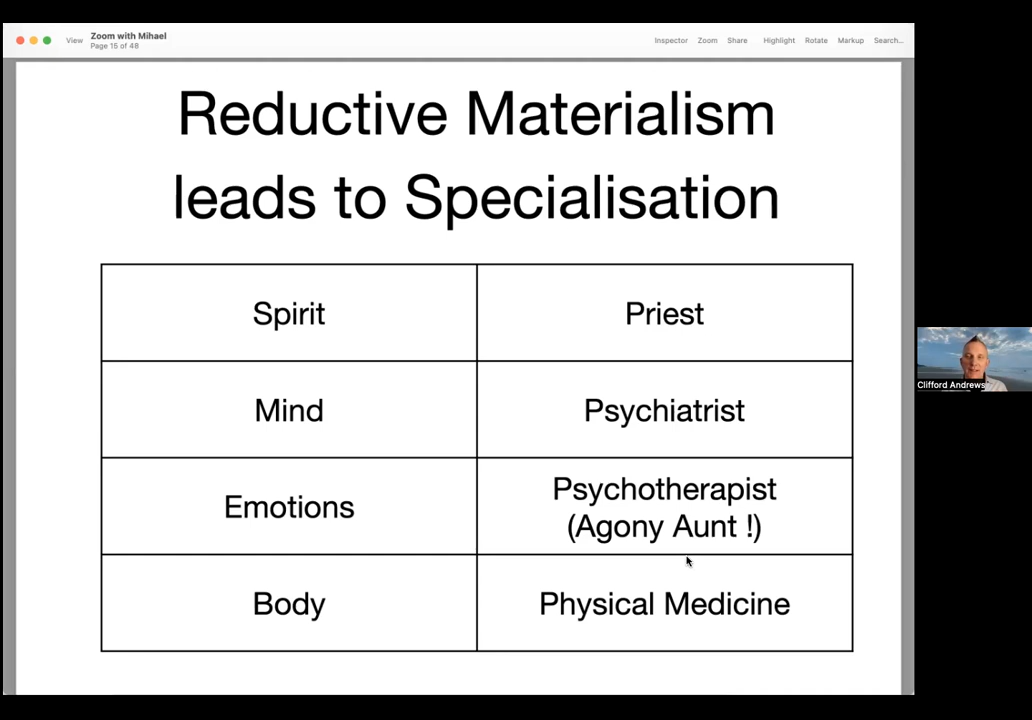 View
Zoom with Mihael
Page 15 of 48
Inspector Zoom Share Highlight Rotate Markup Search...
Reductive Materialism
leads to Specialisation
Spirit
Priest
Mind
Psychiatrist
Emotions
Psychotherapist
(Agony Aunt !)
Body
Physical Medicine
Clifford Andrews